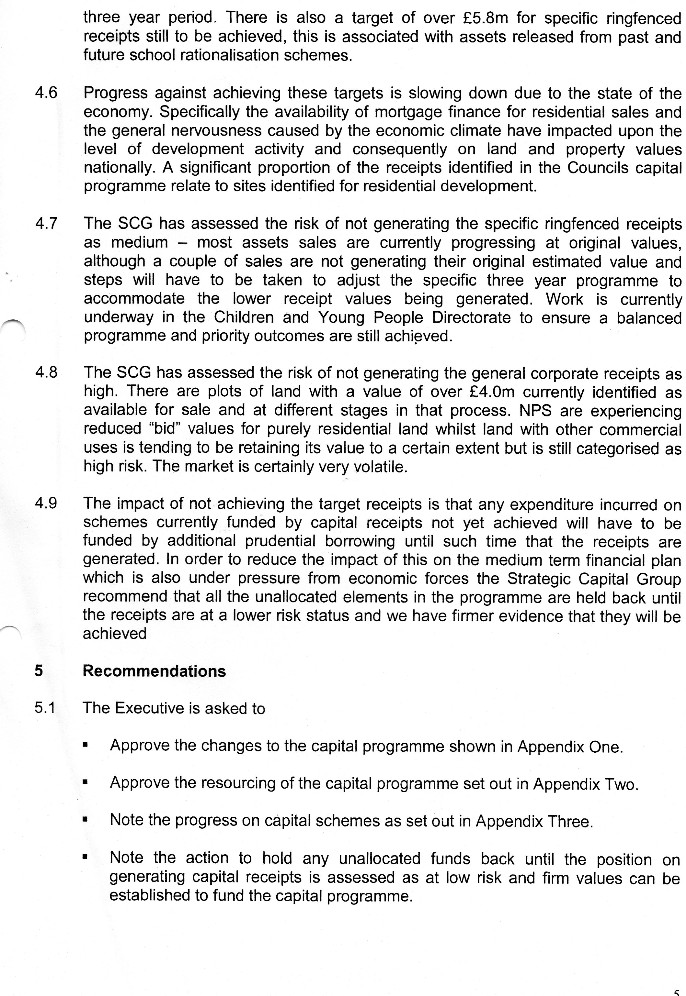 three year period. There is also a target of over £5.8m for specific ringfenced
receipts still to be achieved, this is associated with assets released from past and
future school rationalisation schemes.
4.6 Progress against achieving these targets is slowing down due to the state of the
economy. Specifically the availability of mortgage finance for residential sales and
the general nervousness caused by the economic climate have impacted upon the
level of development activity and consequently on land and property values
nationally. A significant proportion of the receipts identified in the Councils capital
programme relate to sites identified for residential development.
4.7 The SCG has assessed the risk of not generating the specific ringfenced receipts
as medium – most assets sales are currently progressing at original values,
although a couple of sales are not generating their original estimated value and
steps will have to be taken to adjust the specific three year programme to
accommodate the lower receipt values being generated. Work is currently
underway in the Children and Young People Directorate to ensure a balanced
programme and priority outcomes are still achieved.
4.8 The SCG has assessed the risk of not generating the general corporate receipts as
high. There are plots of land with a value of over £4.0m currently identified as
available for sale and at different stages in that process. NPS are experiencing
reduced "bid" values for purely residential land whilst land with other commercial
uses is tending to be retaining its value to a certain extent but is still categorised as
high risk. The market is certainly very volatile.
4.9 The impact of not achieving the target receipts is that any expenditure incurred on
schemes currently funded by capital receipts not yet achieved will have to be
funded by additional prudential borrowing until such time that the receipts are
generated. In order to reduce the impact of this on the medium term financial plan
which is also under pressure from economic forces the Strategic Capital Group
recommend that all the unallocated elements in the programme are held back until
the receipts are at a lower risk status and we have firmer evidence that they will be
achieved
5 Recommendations
5.1 The Executive is asked to
▪ Approve the changes to the capital programme shown in Appendix One.
▪ Approve the resourcing of the capital programme set out in Appendix Two.
▪ Note the progress on capital schemes as set out in Appendix Three.
▪ Note the action to hold any unallocated funds back until the position on
generating capital receipts is assessed as at low risk and firm values can be
established to fund the capital programme.
5